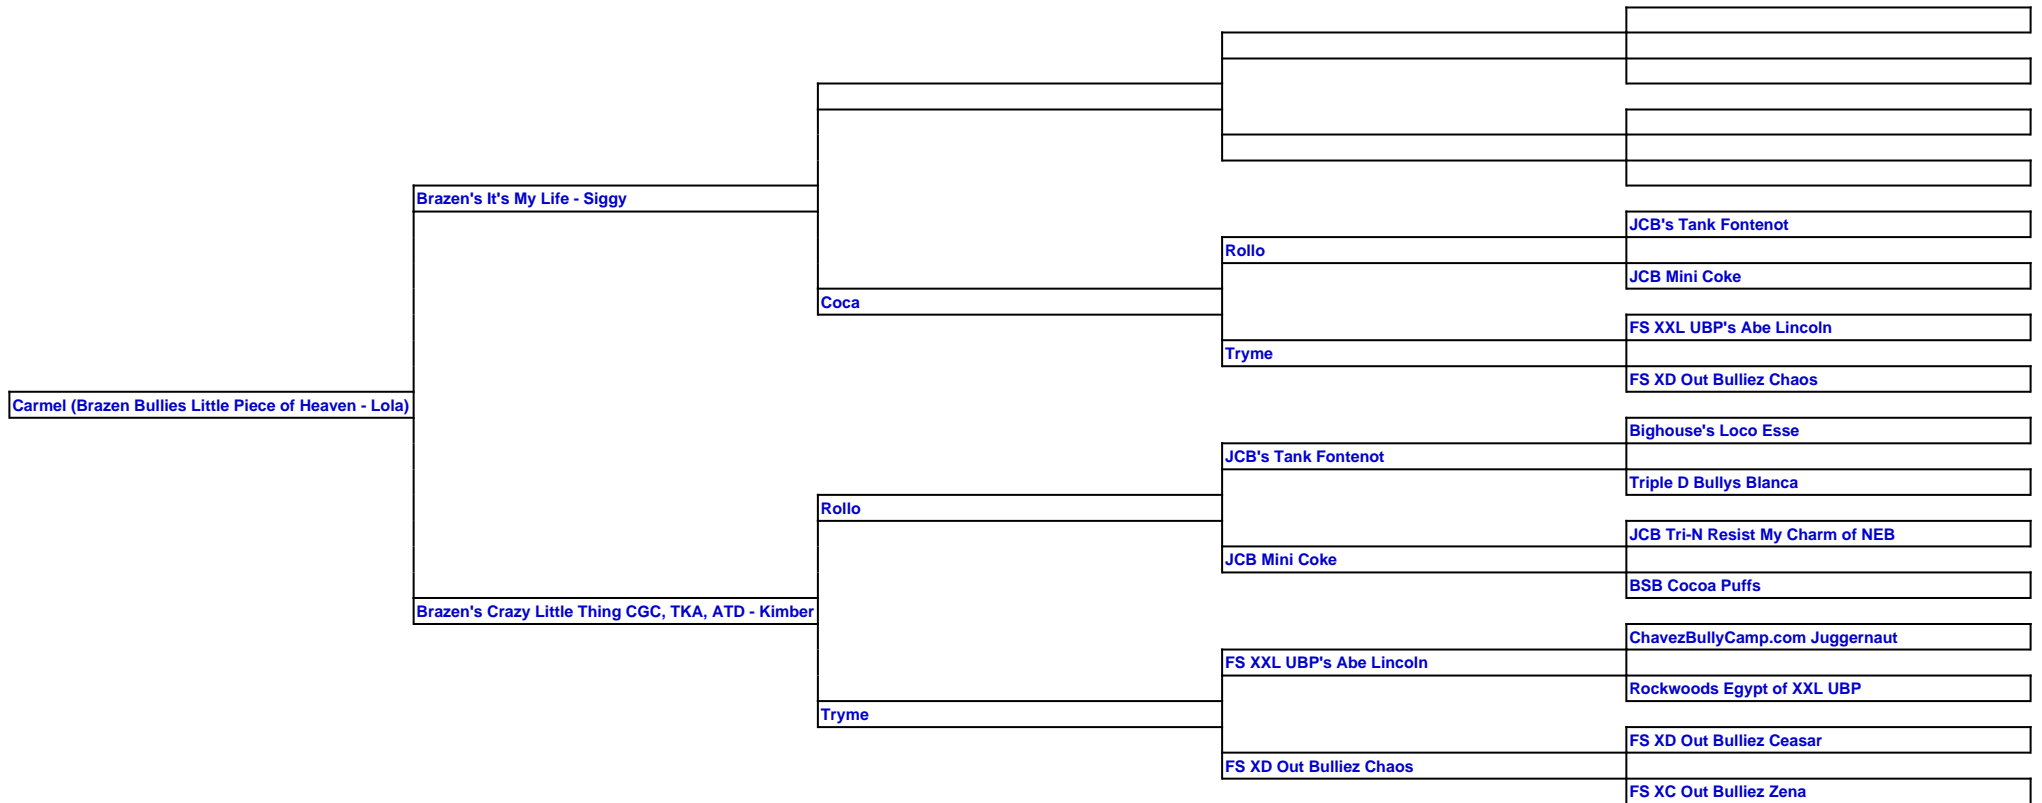 Brazen's It's My Life - Siggy
JCB's Tank Fontenot
Rollo
JCB Mini Coke
Coca
FS XXL UBP's Abe Lincoln
Tryme
FS XD Out Bulliez Chaos
Carmel (Brazen Bullies Little Piece of Heaven - Lola)
Bighouse's Loco Esse
JCB's Tank Fontenot
Triple D Bullys Blanca
Rollo
JCB Tri-N Resist My Charm of NEB
JCB Mini Coke
BSB Cocoa Puffs
Brazen's Crazy Little Thing CGC, TKA, ATD - Kimber
ChavezBullyCamp.com Juggernaut
FS XXL UBP's Abe Lincoln
Rockwoods Egypt of XXL UBP
Tryme
FS XD Out Bulliez Ceasar
FS XD Out Bulliez Chaos
FS XC Out Bulliez Zena